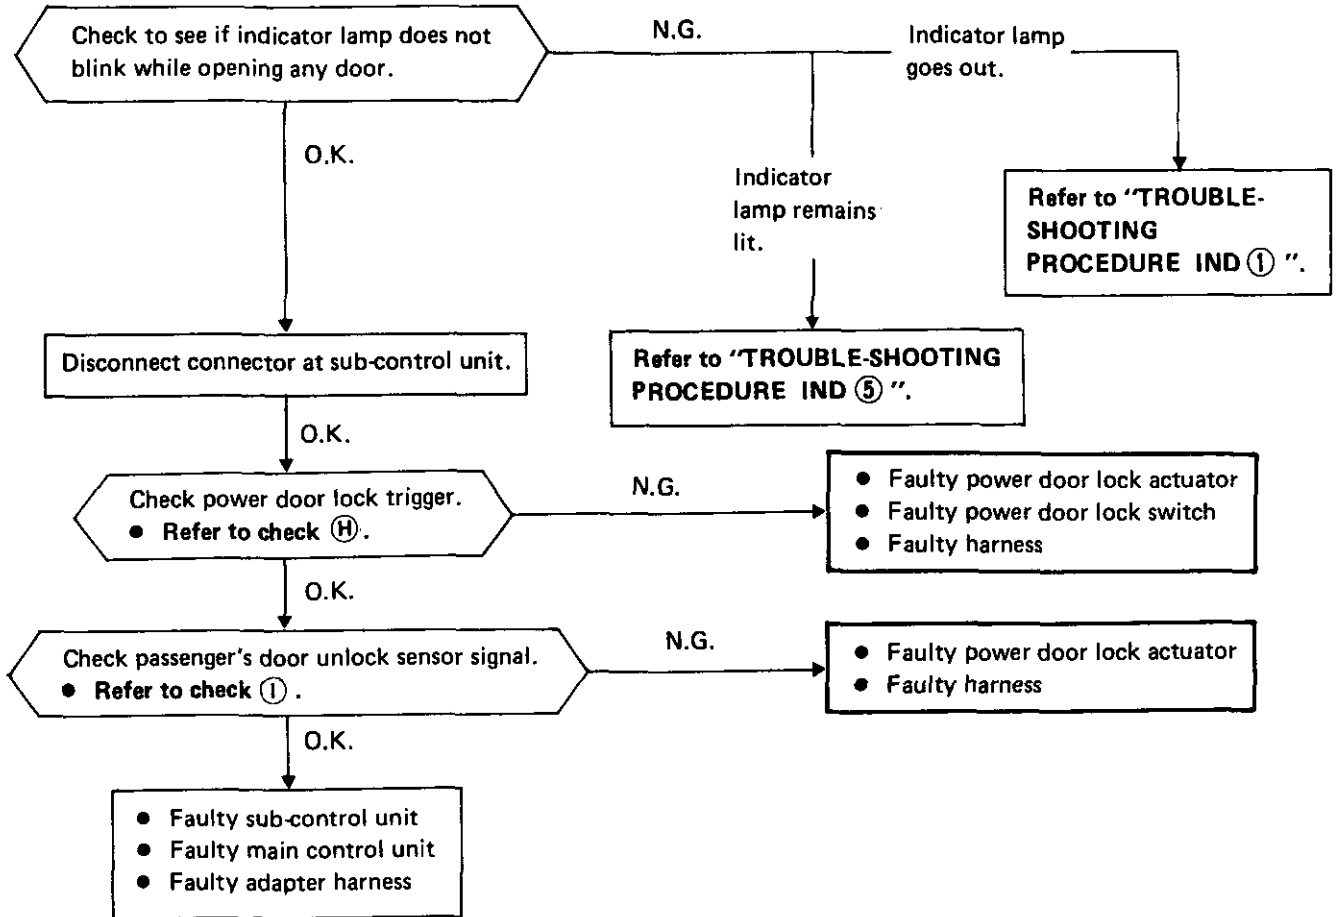 Check to see if indicator lamp does not
blink while opening any door.
N.G.
Indicator lamp
goes out.
O.K.
Indicator
lamp remains
lit.
Refer to "TROUBLE-
SHOOTING
PROCEDURE IND ① ".
Disconnect connector at sub-control unit.
Refer to "TROUBLE-SHOOTING
PROCEDURE IND ⑤ ".
O.K.
Check power door lock trigger.
● Refer to check Ⓗ.
N.G.
● Faulty power door lock actuator
● Faulty power door lock switch
● Faulty harness
O.K.
Check passenger's door unlock sensor signal.
● Refer to check Ⓘ .
N.G.
● Faulty power door lock actuator
● Faulty harness
O.K.
● Faulty sub-control unit
● Faulty main control unit
● Faulty adapter harness